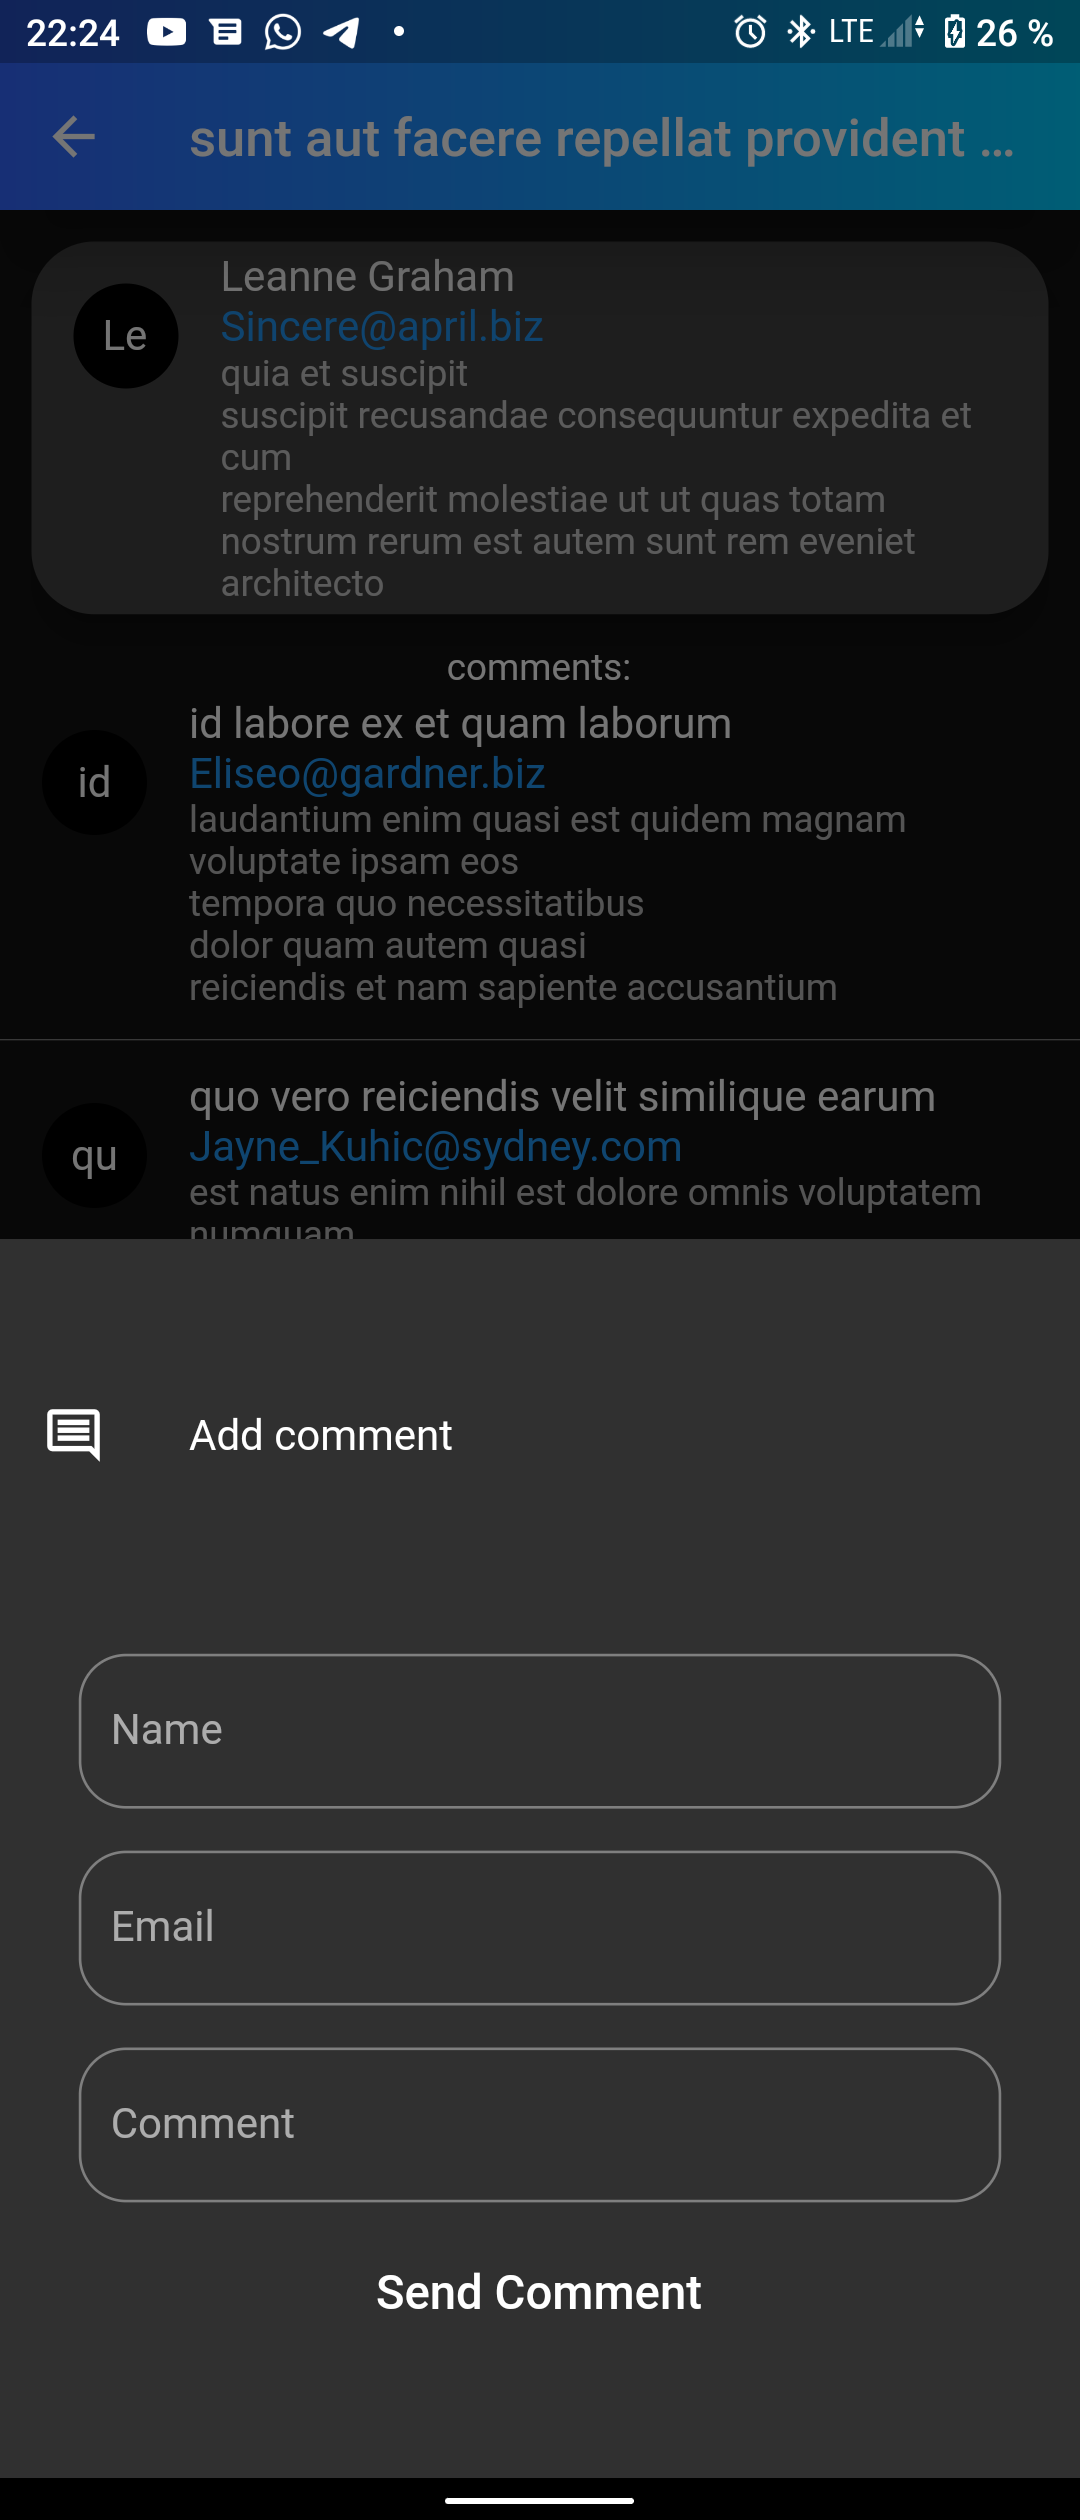 22:24
LTE
26 %
sunt aut facere repellat provident ...
Le
Leanne Graham
Sincere@april.biz
quia et suscipit
suscipit recusandae consequuntur expedita et
cum
reprehenderit molestiae ut ut quas totam
nostrum rerum est autem sunt rem eveniet
architecto
comments:
id
id labore ex et quam laborum
Eliseo@gardner.biz
laudantium enim quasi est quidem magnam
voluptate ipsam eos
tempora quo necessitatibus
dolor quam autem quasi
reiciendis et nam sapiente accusantium
qu
quo vero reiciendis velit similique earum
Jayne_Kuhic@sydney.com
est natus enim nihil est dolore omnis voluptatem
numquam
Add comment
Name
Email
Comment
Send Comment